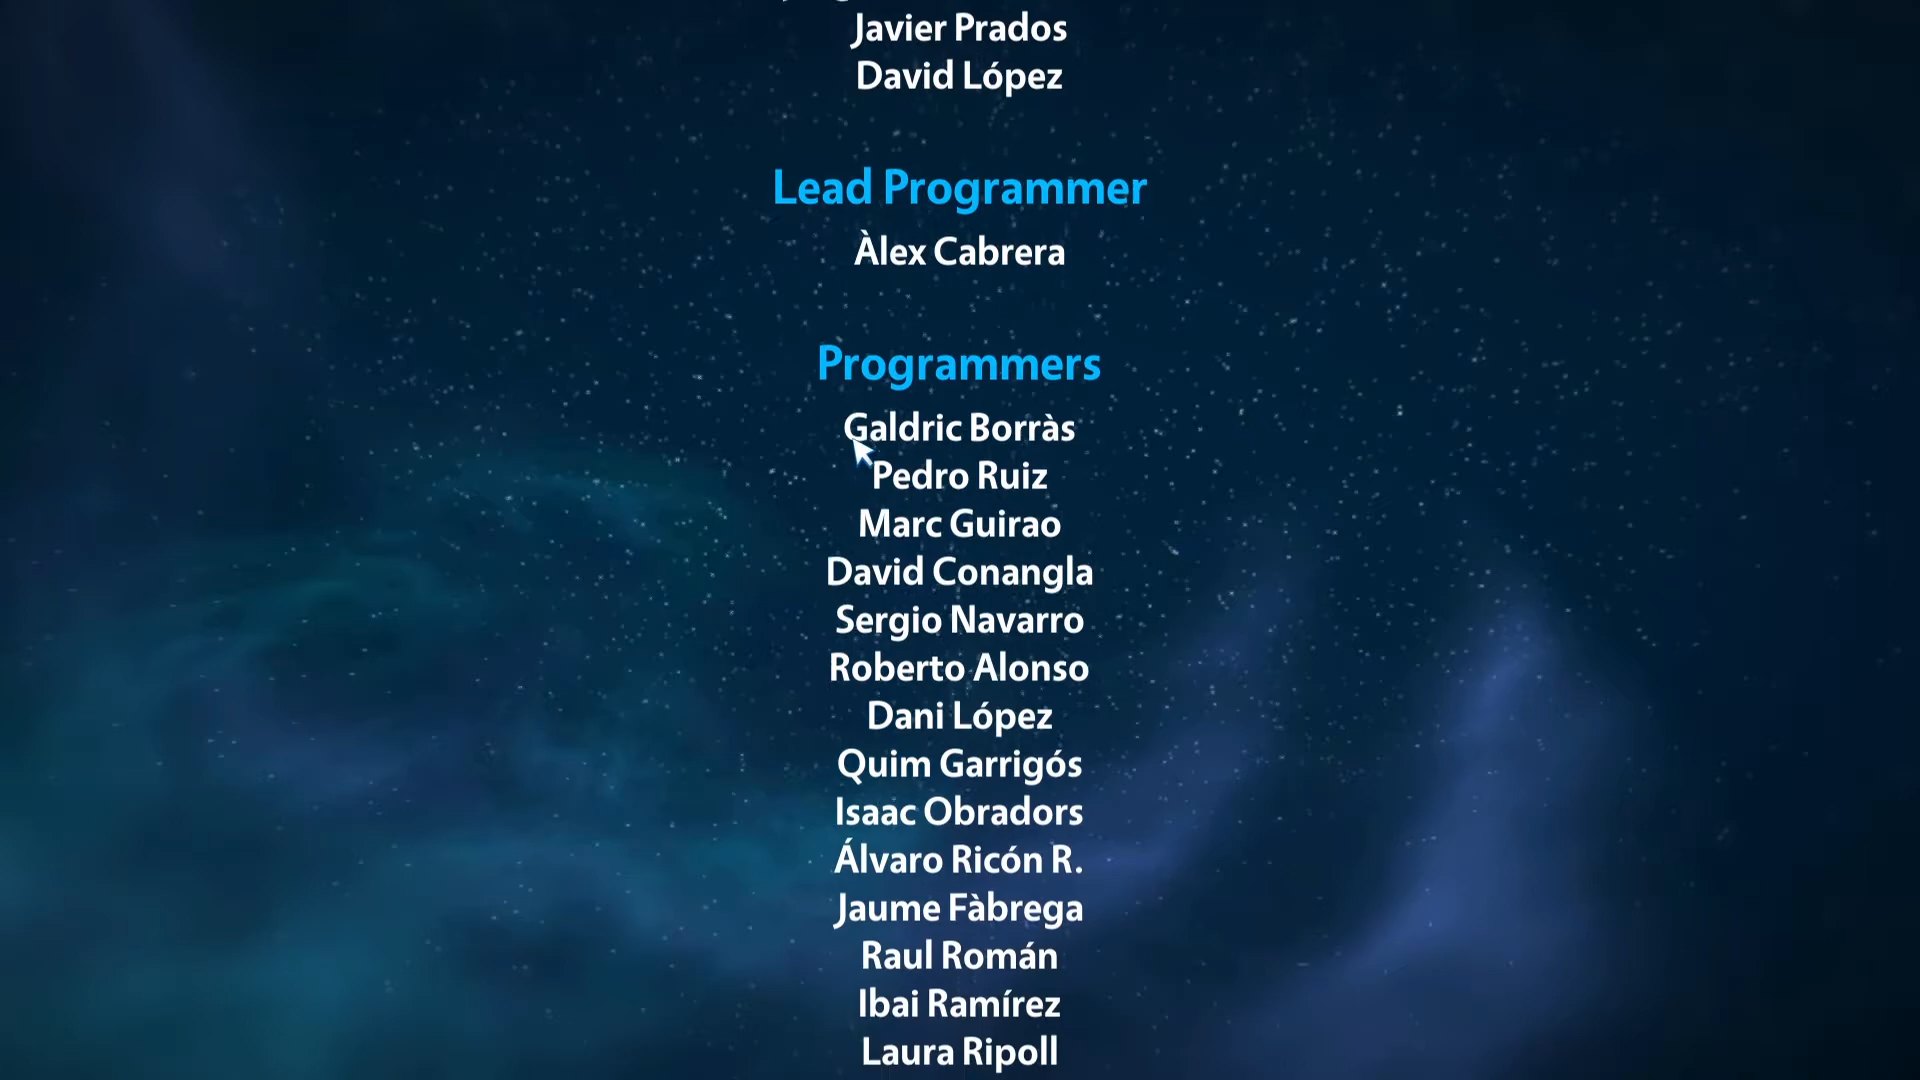 Javier Prados
David López
Lead Programmer
Àlex Cabrera
Programmers
Galdric Borràs
Pedro Ruiz
Marc Guirao
David Conangla
Sergio Navarro
Roberto Alonso
Dani López
Quim Garrigós
Isaac Obradors
Álvaro Ricón R.
Jaume Fàbrega
Raul Román
Ibai Ramírez
Laura Ripoll